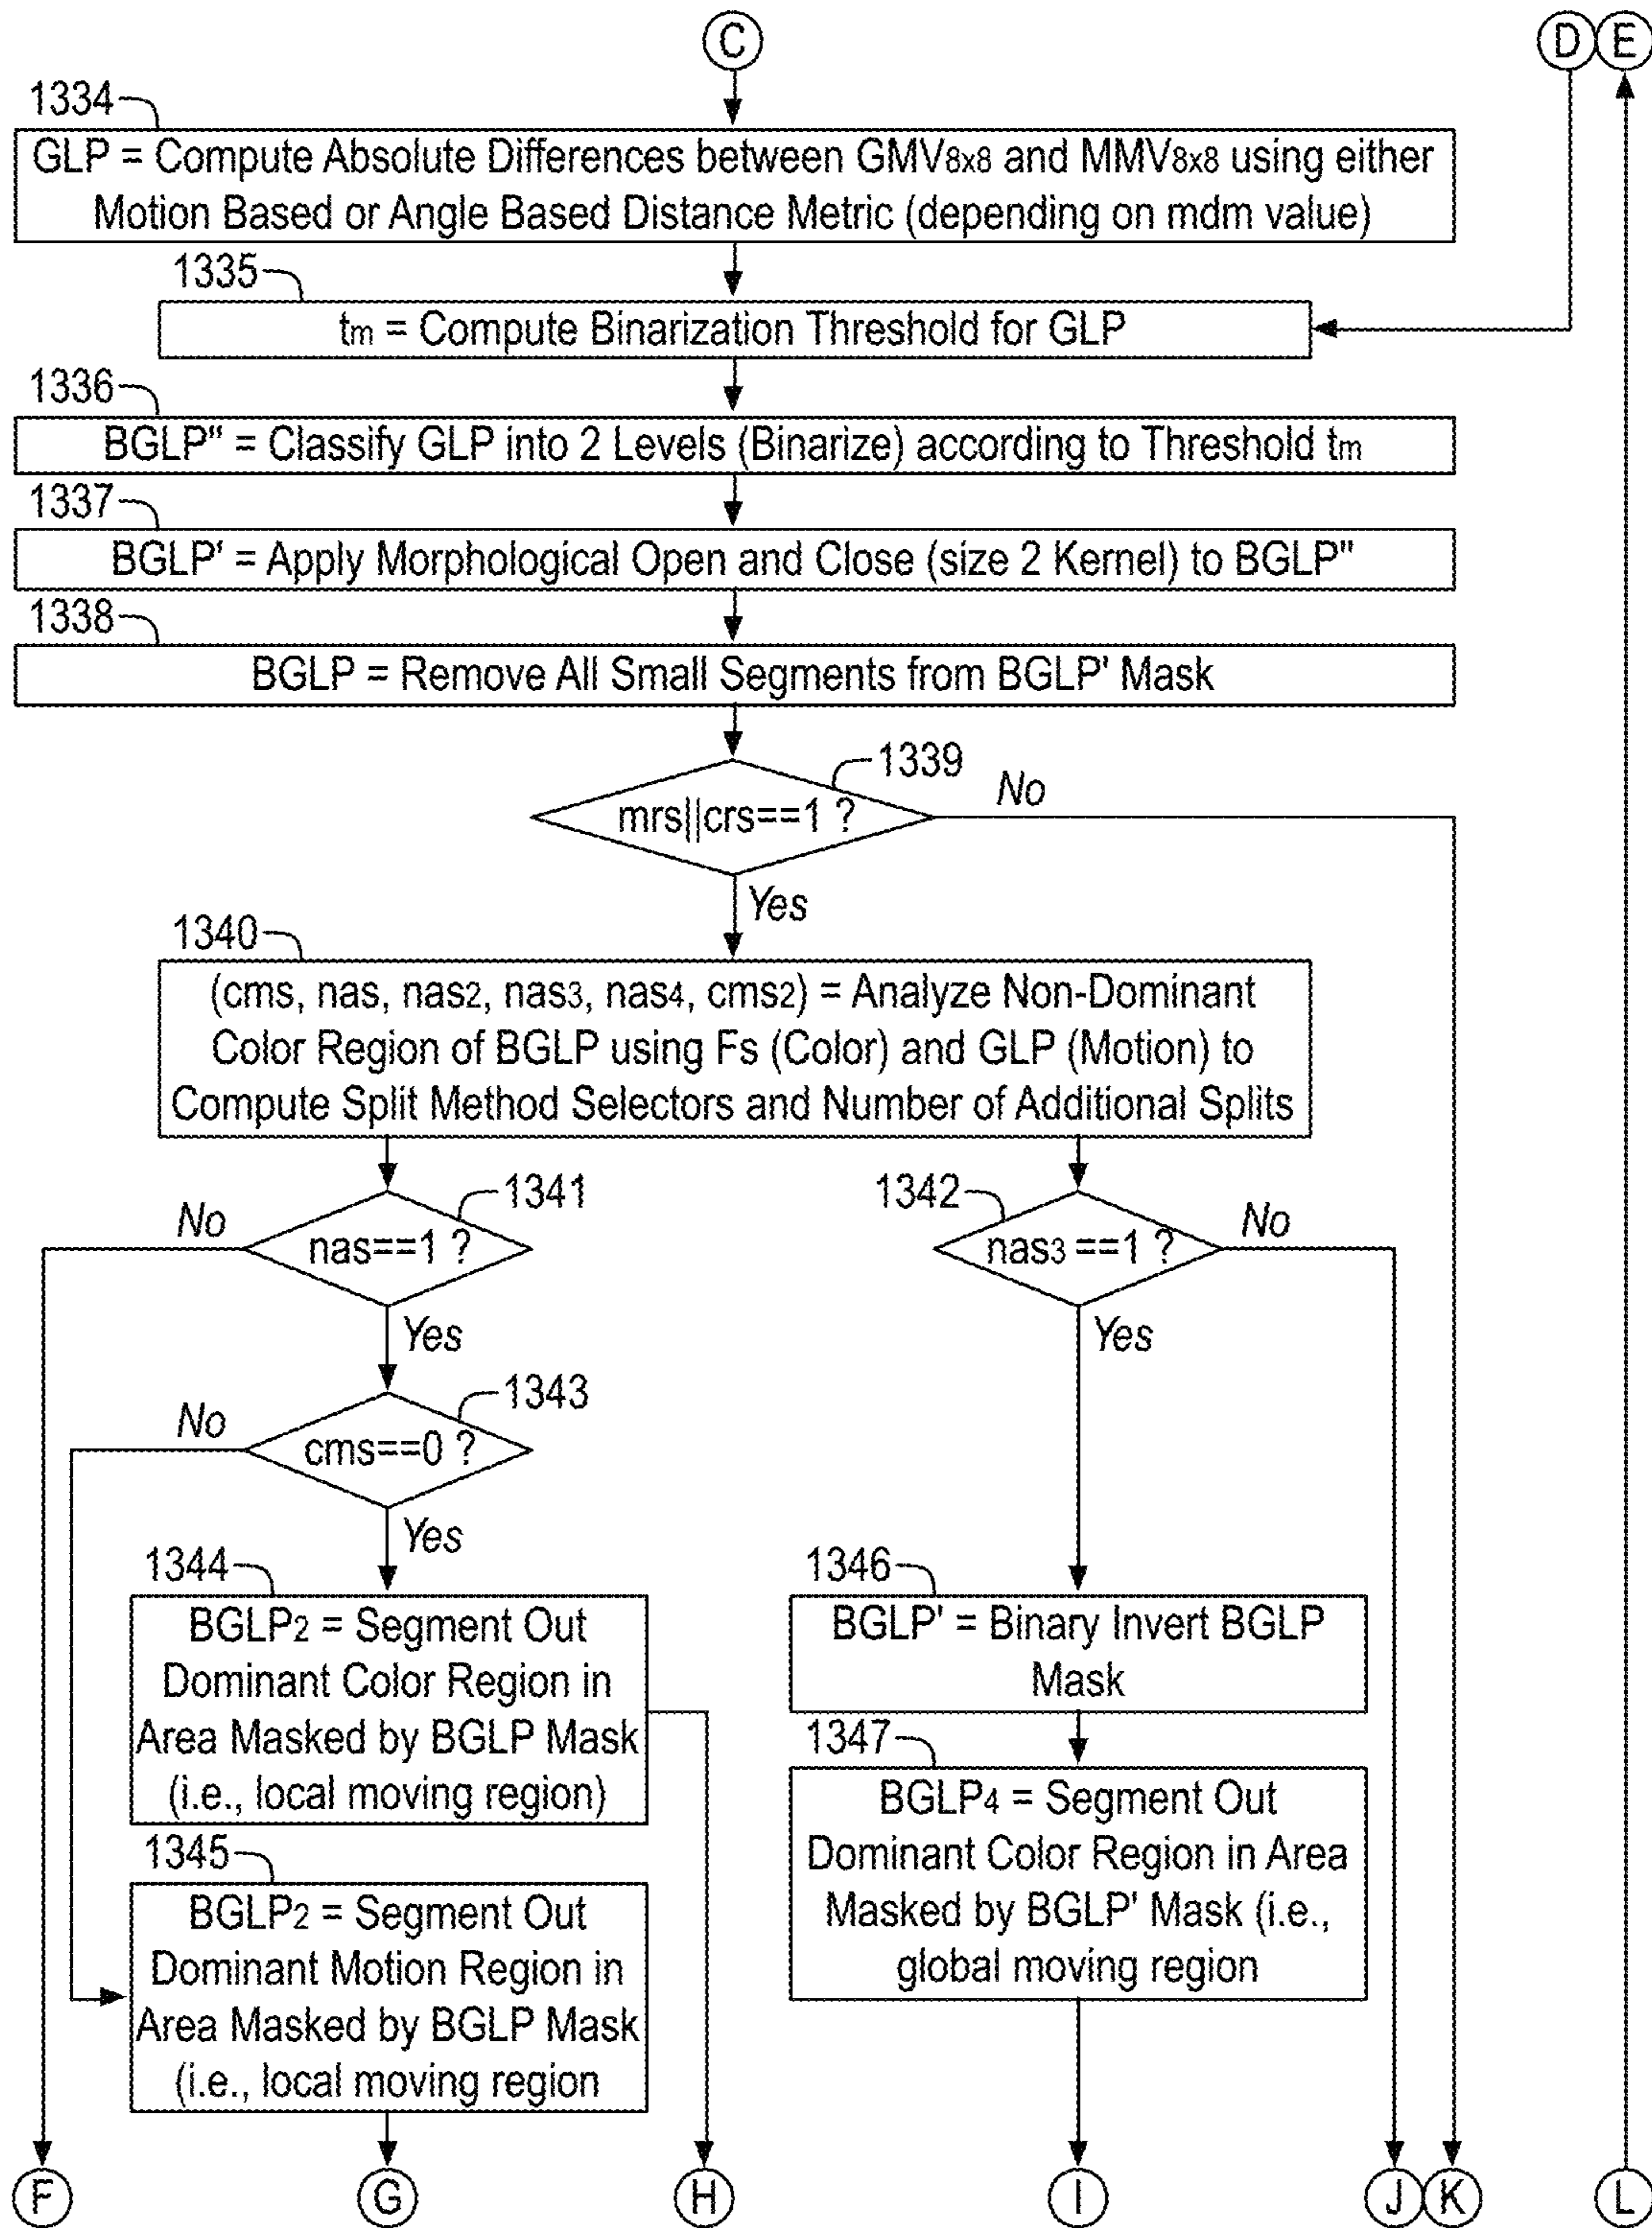 C
D E
1334
GLP = Compute Absolute Differences between GMV8x8 and MMV8x8 using either
Motion Based or Angle Based Distance Metric (depending on mdm value)
1335
tm = Compute Binarization Threshold for GLP
1336
BGLP" = Classify GLP into 2 Levels (Binarize) according to Threshold tm
1337
BGLP' = Apply Morphological Open and Close (size 2 Kernel) to BGLP"
1338
BGLP = Remove All Small Segments from BGLP' Mask
1339
mrs||crs==1 ?
No
Yes
1340
(cms, nas, nas2, nas3, nas4, cms2) = Analyze Non-Dominant
Color Region of BGLP using Fs (Color) and GLP (Motion) to
Compute Split Method Selectors and Number of Additional Splits
1341
No
nas==1 ?
Yes
1342
No
nas3 ==1 ?
Yes
1343
No
cms==0 ?
Yes
1344
BGLP2 = Segment Out
Dominant Color Region in
Area Masked by BGLP Mask
(i.e., local moving region)
1345
BGLP2 = Segment Out
Dominant Motion Region in
Area Masked by BGLP Mask
(i.e., local moving region
1346
BGLP' = Binary Invert BGLP
Mask
1347
BGLP4 = Segment Out
Dominant Color Region in Area
Masked by BGLP' Mask (i.e.,
global moving region
F G H I J K L